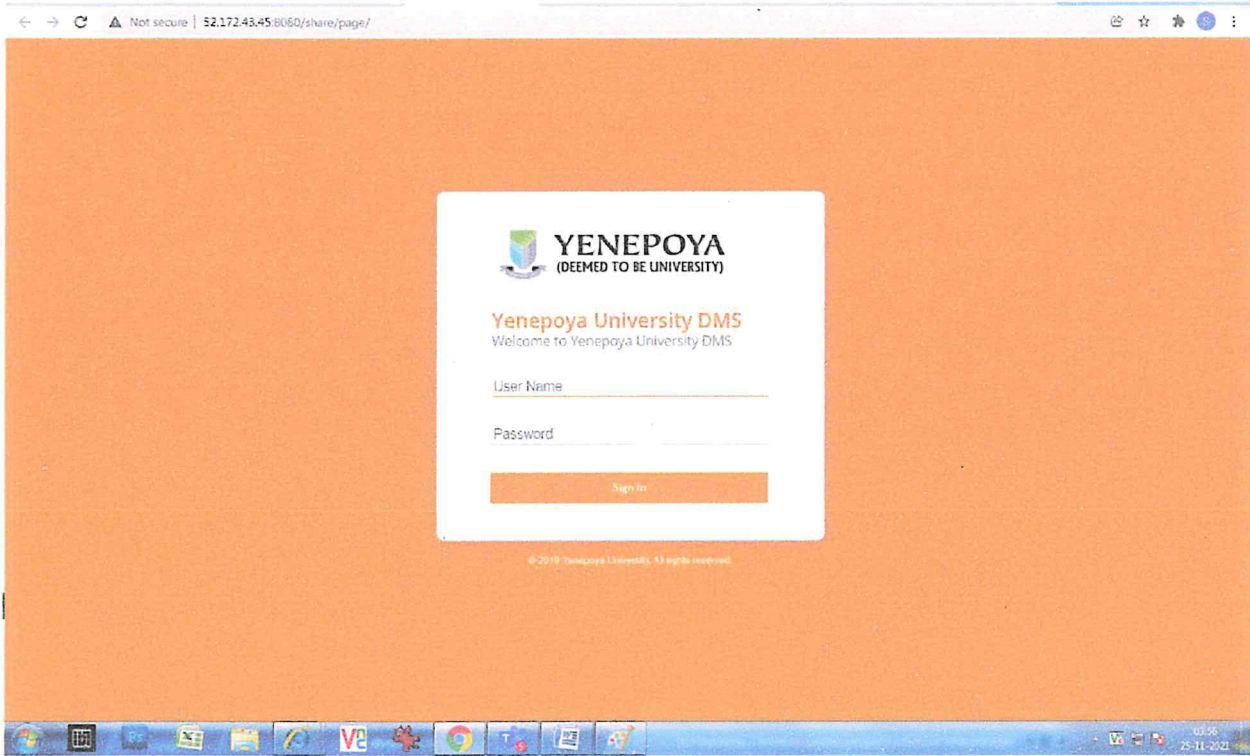 Not secure | 52.172.43.45:8080/share/page/
YENEPOYA
(DEEMED TO BE UNIVERSITY)
Yenepoya University DMS
Welcome to Yenepoya University DMS
User Name
Password
Sign In
© 2019 Yenepoya University. All rights reserved.
03:56
25-11-2021